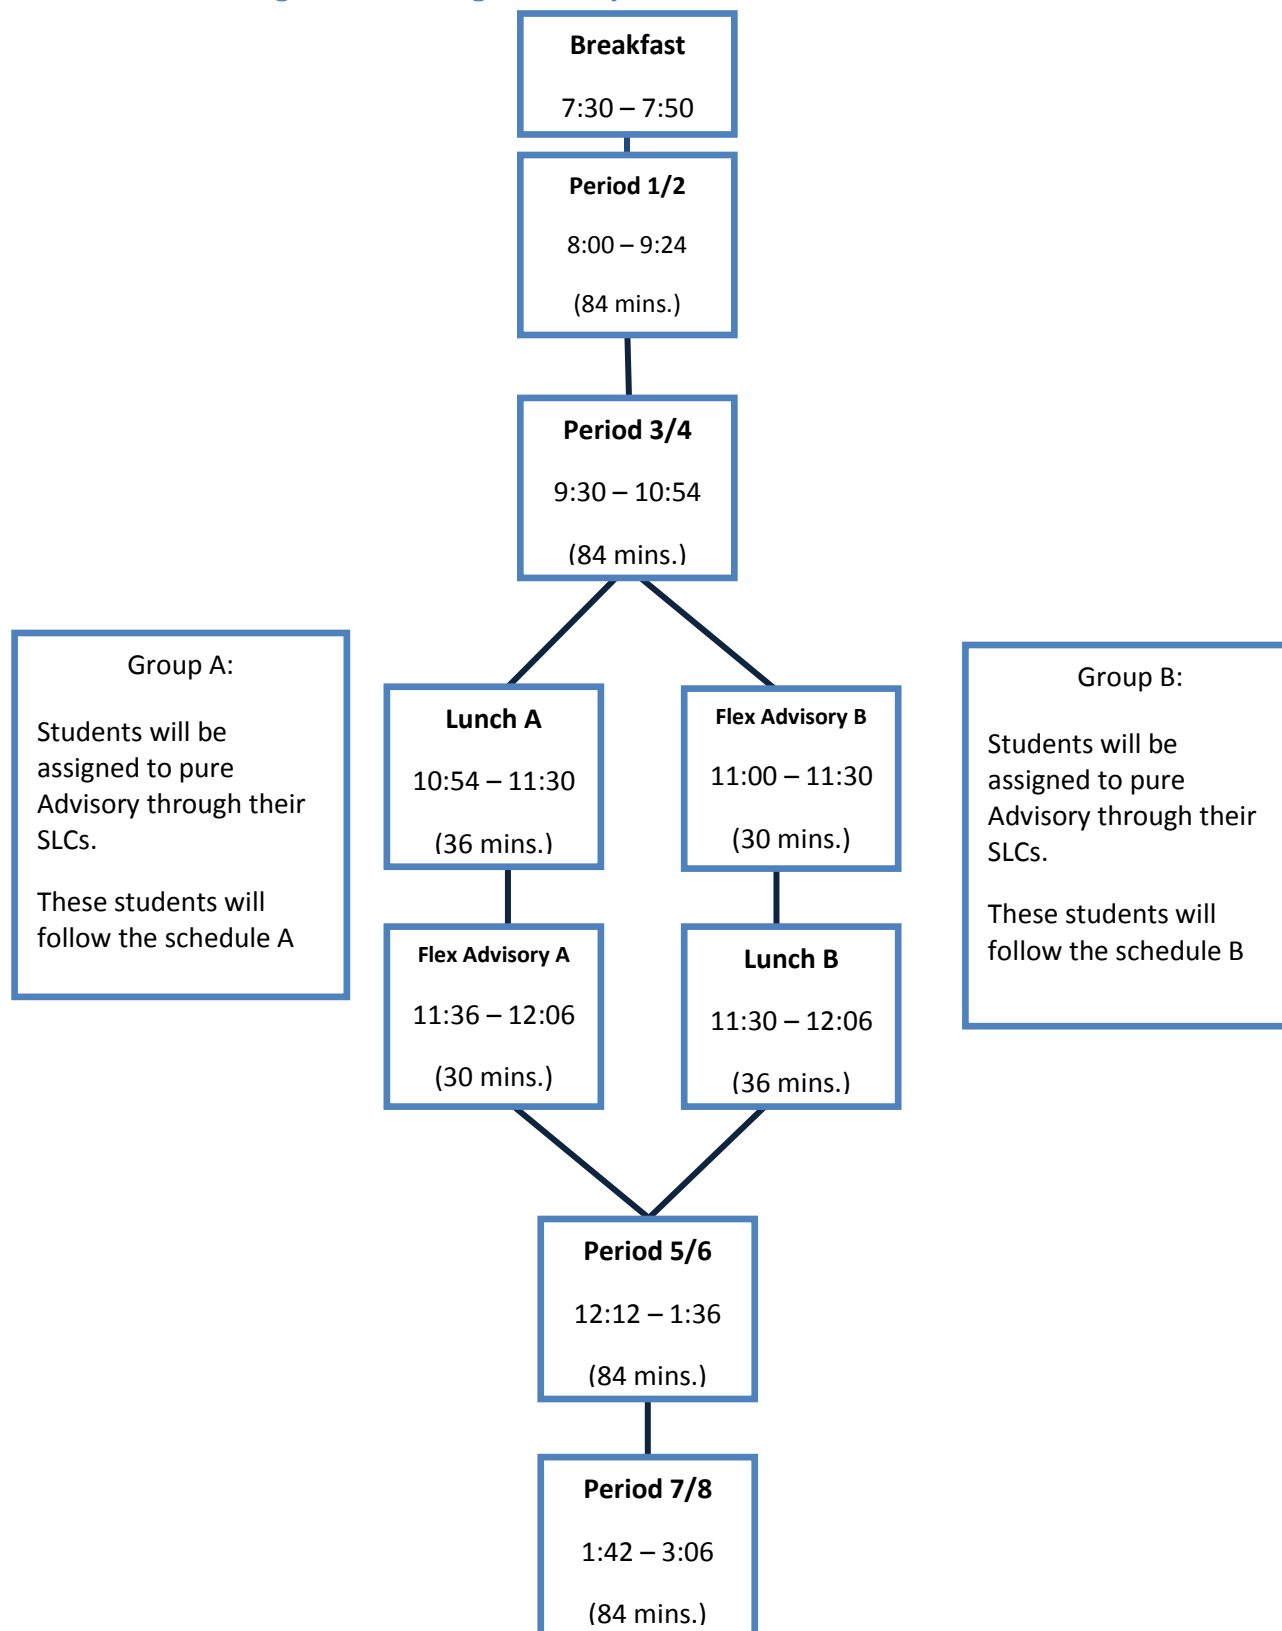 Breakfast
7:30 – 7:50
Period 1/2
8:00 – 9:24
(84 mins.)
Period 3/4
9:30 – 10:54
(84 mins.)
Group A:
Students will be
assigned to pure
Advisory through their
SLCs.
These students will
follow the schedule A
Lunch A
10:54 – 11:30
(36 mins.)
Flex Advisory A
11:36 – 12:06
(30 mins.)
Flex Advisory B
11:00 – 11:30
(30 mins.)
Lunch B
11:30 – 12:06
(36 mins.)
Group B:
Students will be
assigned to pure
Advisory through their
SLCs.
These students will
follow the schedule B
Period 5/6
12:12 – 1:36
(84 mins.)
Period 7/8
1:42 – 3:06
(84 mins.)